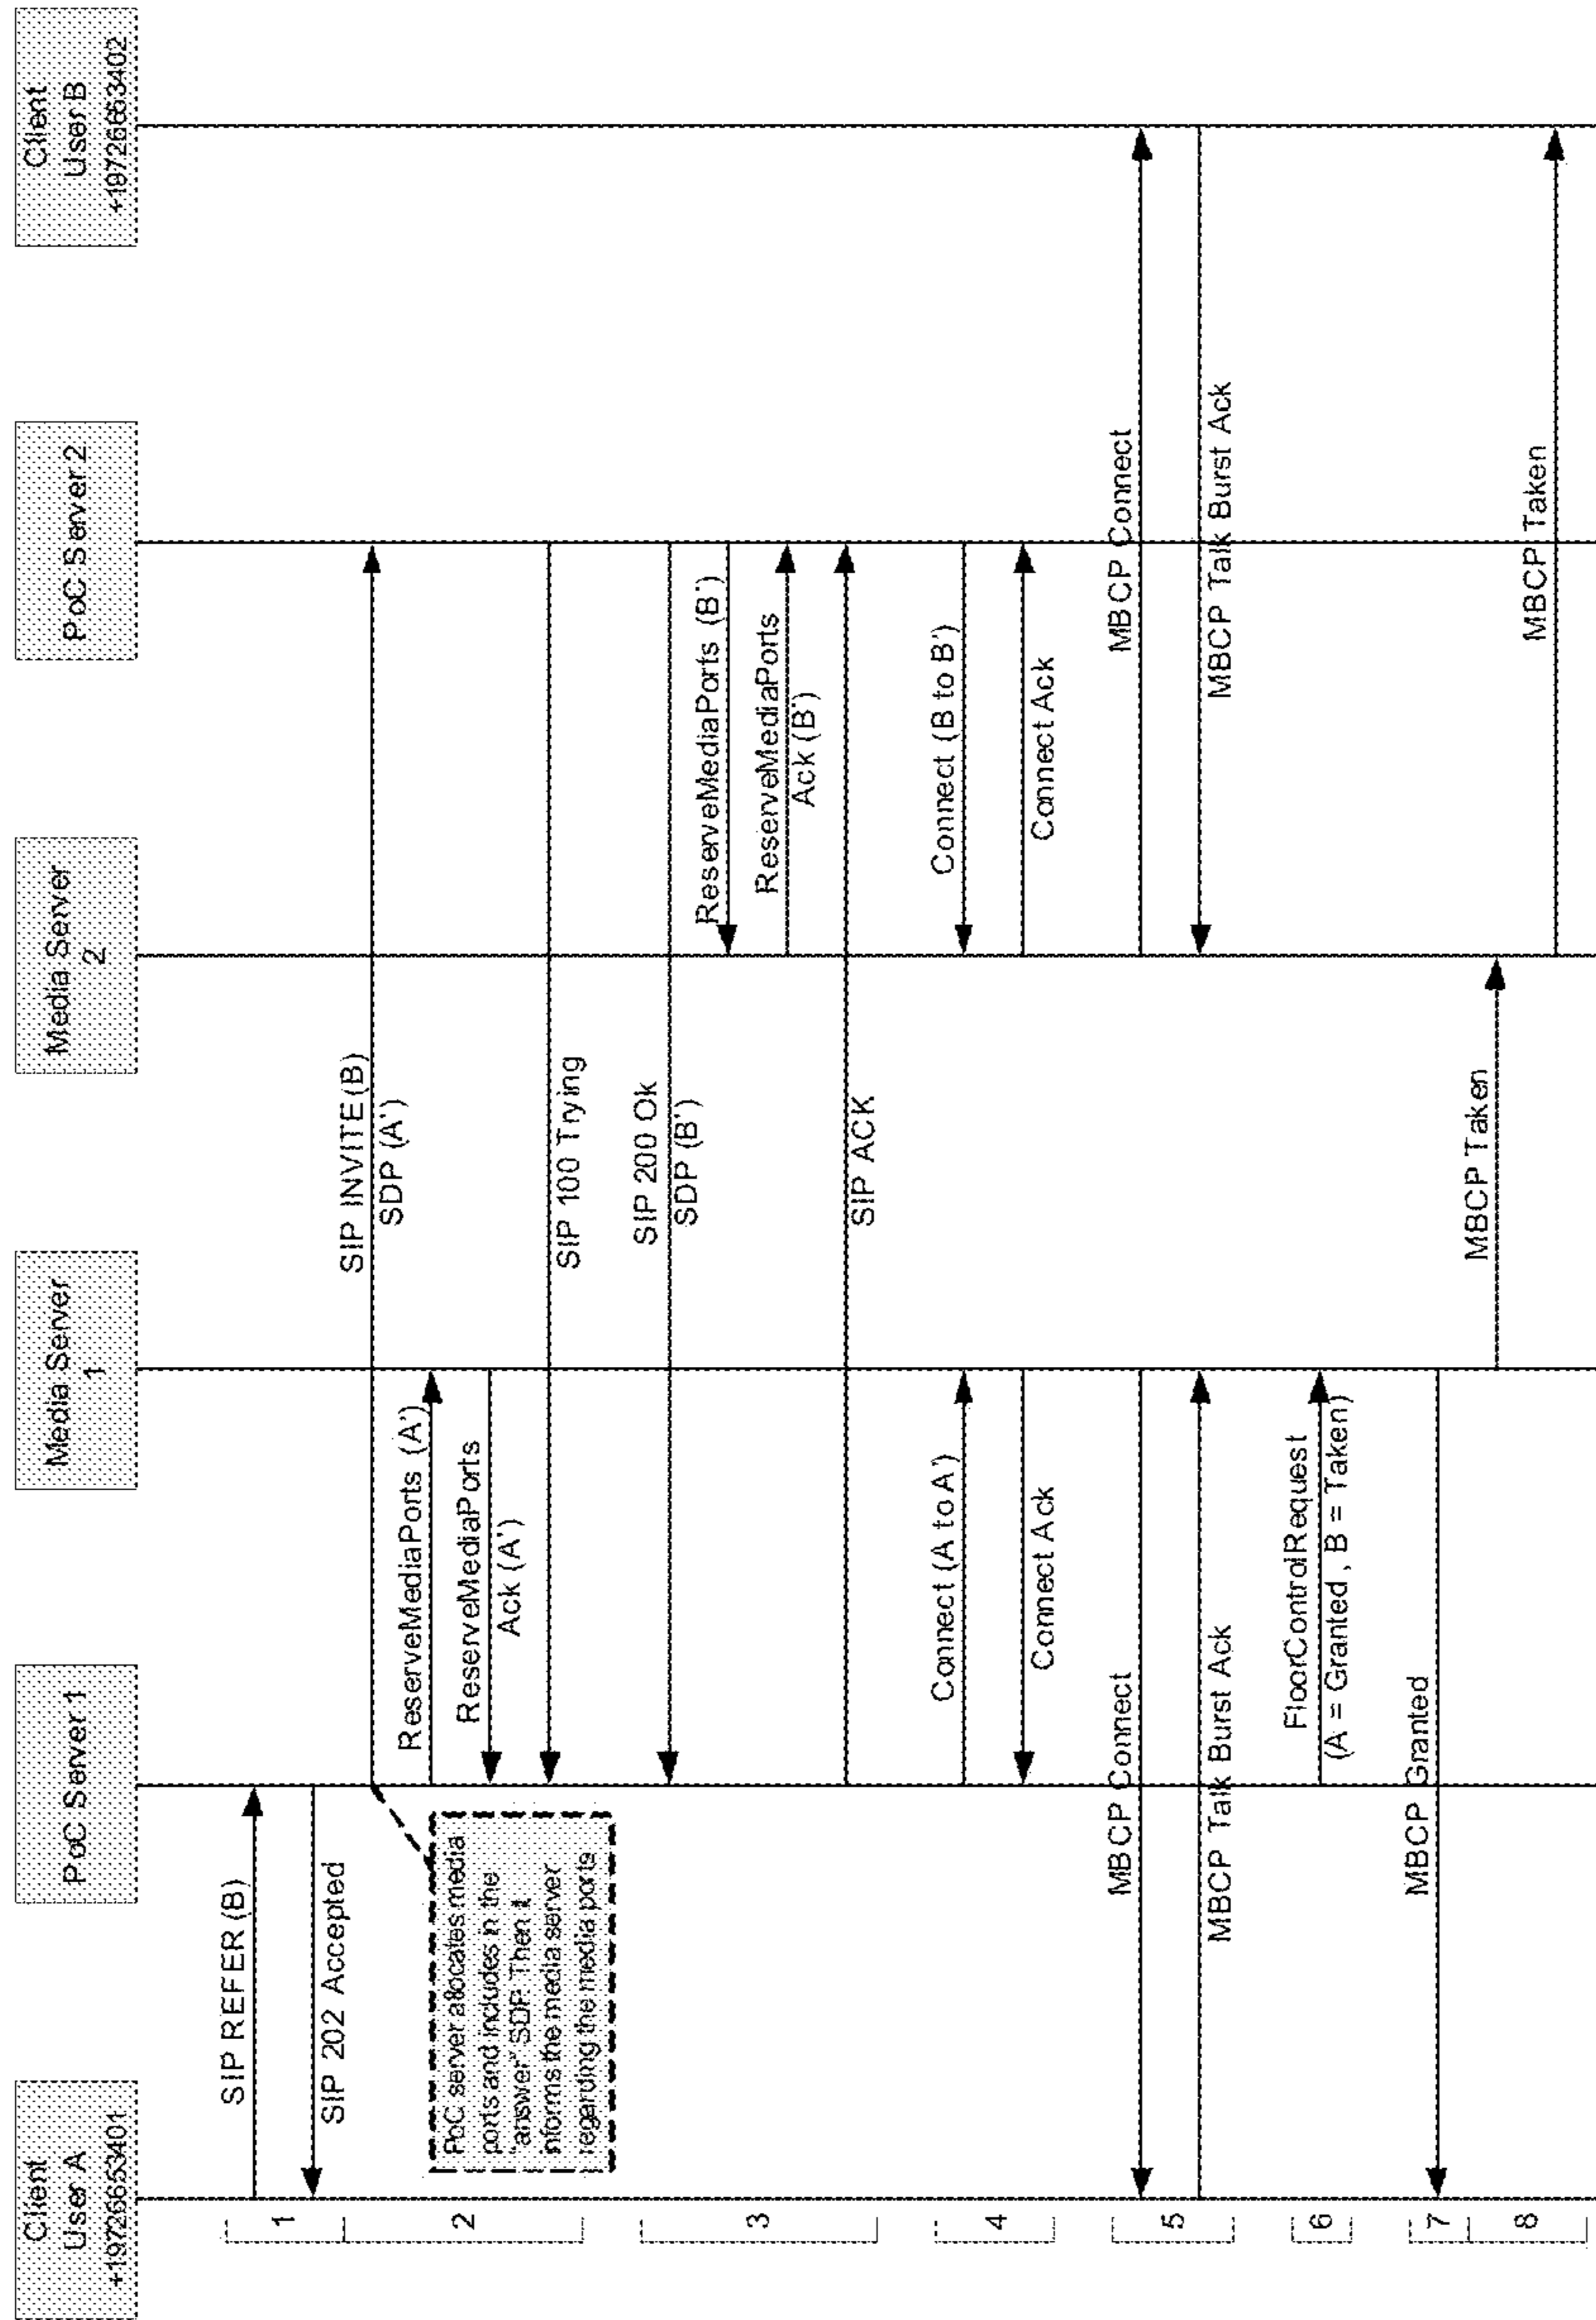 Client
User A
+19726653401
PoC Server 1
Media Server
1
Media Server
2
PoC Server 2
Client
User B
+19726653402
1
SIP REFER (B)
SIP 202 Accepted
2
SIP INVITE (B)
SDP (A')
PoC server allocates media
ports and includes in the
"answer" SDP. Then it
informs the media server
regarding the media ports
ReserveMediaPorts (A')
ReserveMediaPorts
Ack (A')
SIP 100 Trying
3
SIP 200 Ok
SDP (B')
ReserveMediaPorts (B')
ReserveMediaPorts
Ack (B')
SIP ACK
4
Connect (A to A')
Connect (B to B')
Connect Ack
Connect Ack
5
MBCP Connect
MBCP Connect
MBCP Talk Burst Ack
MBCP Talk Burst Ack
6
FloorControlRequest
(A = Granted, B = Taken)
7
MBCP Granted
8
MBCP Taken
MBCP Taken